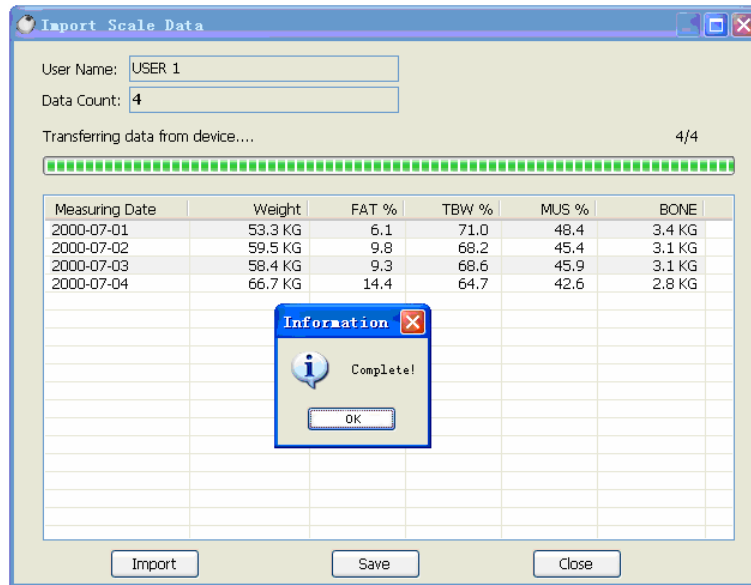 Import Scale Data
User Name: USER 1
Data Count: 4
Transferring data from device.... 4/4
Measuring Date Weight FAT % TBW % MUS % BONE
2000-07-01 53.3 KG 6.1 71.0 48.4 3.4 KG
2000-07-02 59.5 KG 9.8 68.2 45.4 3.1 KG
2000-07-03 58.4 KG 9.3 68.6 45.9 3.1 KG
2000-07-04 66.7 KG 14.4 64.7 42.6 2.8 KG
Information
Complete!
OK
Import Save Close